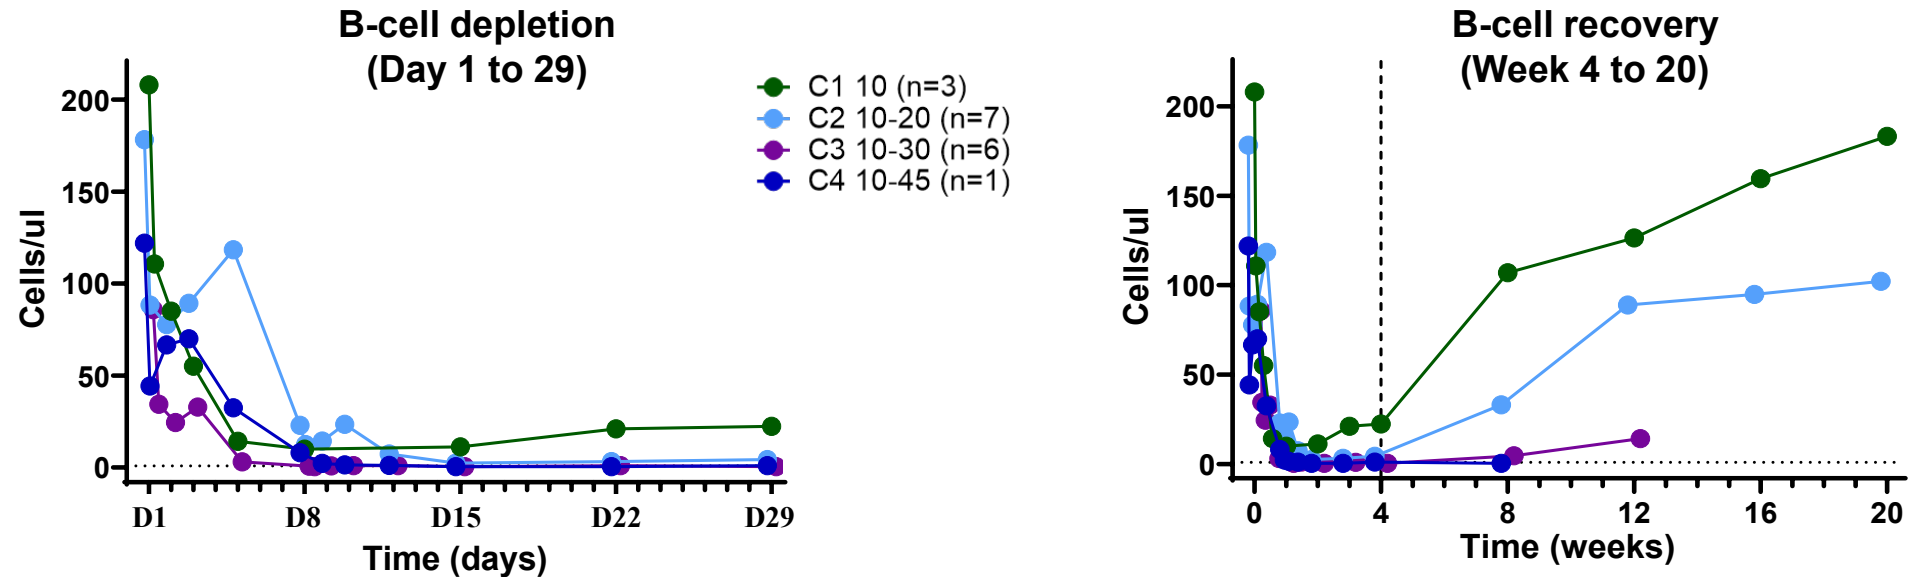 B-cell depletion
(Day 1 to 29)
Cells/ul
200
150
100
50
0
D1 D8 D15 D22 D29
Time (days)
C1 10 (n=3)
C2 10-20 (n=7)
C3 10-30 (n=6)
C4 10-45 (n=1)
B-cell recovery
(Week 4 to 20)
Cells/ul
200
150
100
50
0
0 4 8 12 16 20
Time (weeks)